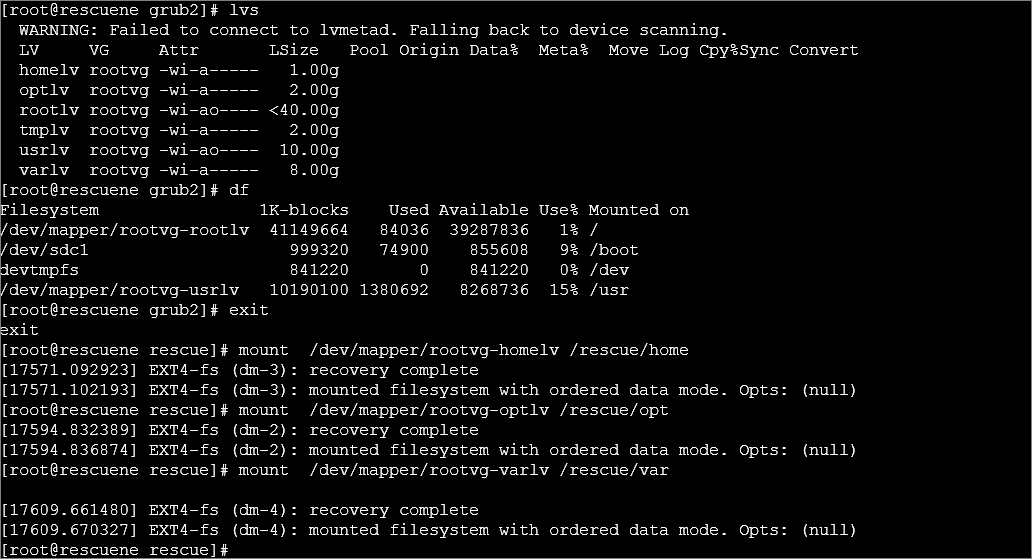 [root@rescuene grub2]# lvs
  WARNING: Failed to connect to lvmetad. Falling back to device scanning.
  LV     VG     Attr       LSize   Pool Origin Data%  Meta%  Move Log Cpy%Sync Convert
  homelv rootvg -wi-a-----   1.00g
  optlv  rootvg -wi-a-----   2.00g
  rootlv rootvg -wi-ao---- <40.00g
  tmplv  rootvg -wi-a-----   2.00g
  usrlv  rootvg -wi-ao----  10.00g
  varlv  rootvg -wi-a-----   8.00g
[root@rescuene grub2]# df
Filesystem                1K-blocks    Used Available Use% Mounted on
/dev/mapper/rootvg-rootlv  41149664   84036  39287836   1% /
/dev/sdc1                    999320   74900    855608   9% /boot
devtmpfs                     841220       0    841220   0% /dev
/dev/mapper/rootvg-usrlv   10190100 1380692   8268736  15% /usr
[root@rescuene grub2]# exit
exit
[root@rescuene rescue]# mount  /dev/mapper/rootvg-homelv /rescue/home
[17571.092923] EXT4-fs (dm-3): recovery complete
[17571.102193] EXT4-fs (dm-3): mounted filesystem with ordered data mode. Opts: (null)
[root@rescuene rescue]# mount  /dev/mapper/rootvg-optlv /rescue/opt
[17594.832389] EXT4-fs (dm-2): recovery complete
[17594.836874] EXT4-fs (dm-2): mounted filesystem with ordered data mode. Opts: (null)
[root@rescuene rescue]# mount  /dev/mapper/rootvg-varlv /rescue/var
[17609.661480] EXT4-fs (dm-4): recovery complete
[17609.670327] EXT4-fs (dm-4): mounted filesystem with ordered data mode. Opts: (null)
[root@rescuene rescue]#